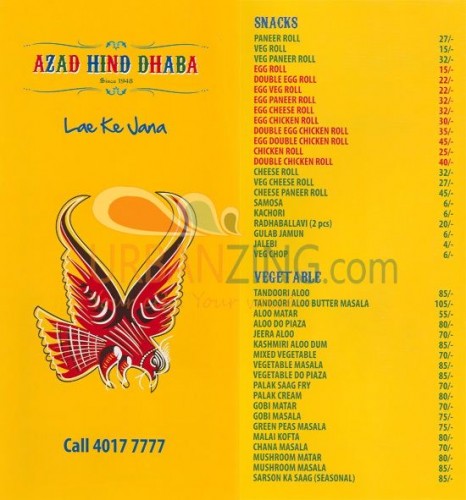 AZAD HIND DHABA
Since 1948
Lae Ke Jana
Call 4017 7777
SNACKS
PANEER ROLL 27/-
VEG ROLL 15/-
VEG PANEER ROLL 32/-
EGG ROLL 15/-
DOUBLE EGG ROLL 22/-
EGG VEG ROLL 22/-
EGG PANEER ROLL 32/-
EGG CHEESE ROLL 32/-
EGG CHICKEN ROLL 30/-
DOUBLE EGG CHICKEN ROLL 35/-
EGG DOUBLE CHICKEN ROLL 45/-
CHICKEN ROLL 25/-
DOUBLE CHICKEN ROLL 40/-
CHEESE ROLL 32/-
VEG CHEESE ROLL 27/-
CHEESE PANEER ROLL 45/-
SAMOSA 6/-
KACHORI 6/-
RADHABALLAVI (2 pcs) 20/-
GULAB JAMUN 6/-
JALEBI 4/-
VEG CHOP 6/-
URBANZING.com
VEGETABLE
TANDOORI ALOO 85/-
TANDOORI ALOO BUTTER MASALA 105/-
ALOO MATAR 55/-
ALOO DO PIAZA 80/-
JEERA ALOO 70/-
KASHMIRI ALOO DUM 85/-
MIXED VEGETABLE 70/-
VEGETABLE MASALA 85/-
VEGETABLE DO PIAZA 85/-
PALAK SAAG FRY 70/-
PALAK CREAM 80/-
GOBI MATAR 70/-
GOBI MASALA 75/-
GREEN PEAS MASALA 75/-
MALAI KOFTA 80/-
CHANA MASALA 70/-
MUSHROOM MATAR 80/-
MUSHROOM MASALA 85/-
SARSON KA SAAG (SEASONAL) 85/-